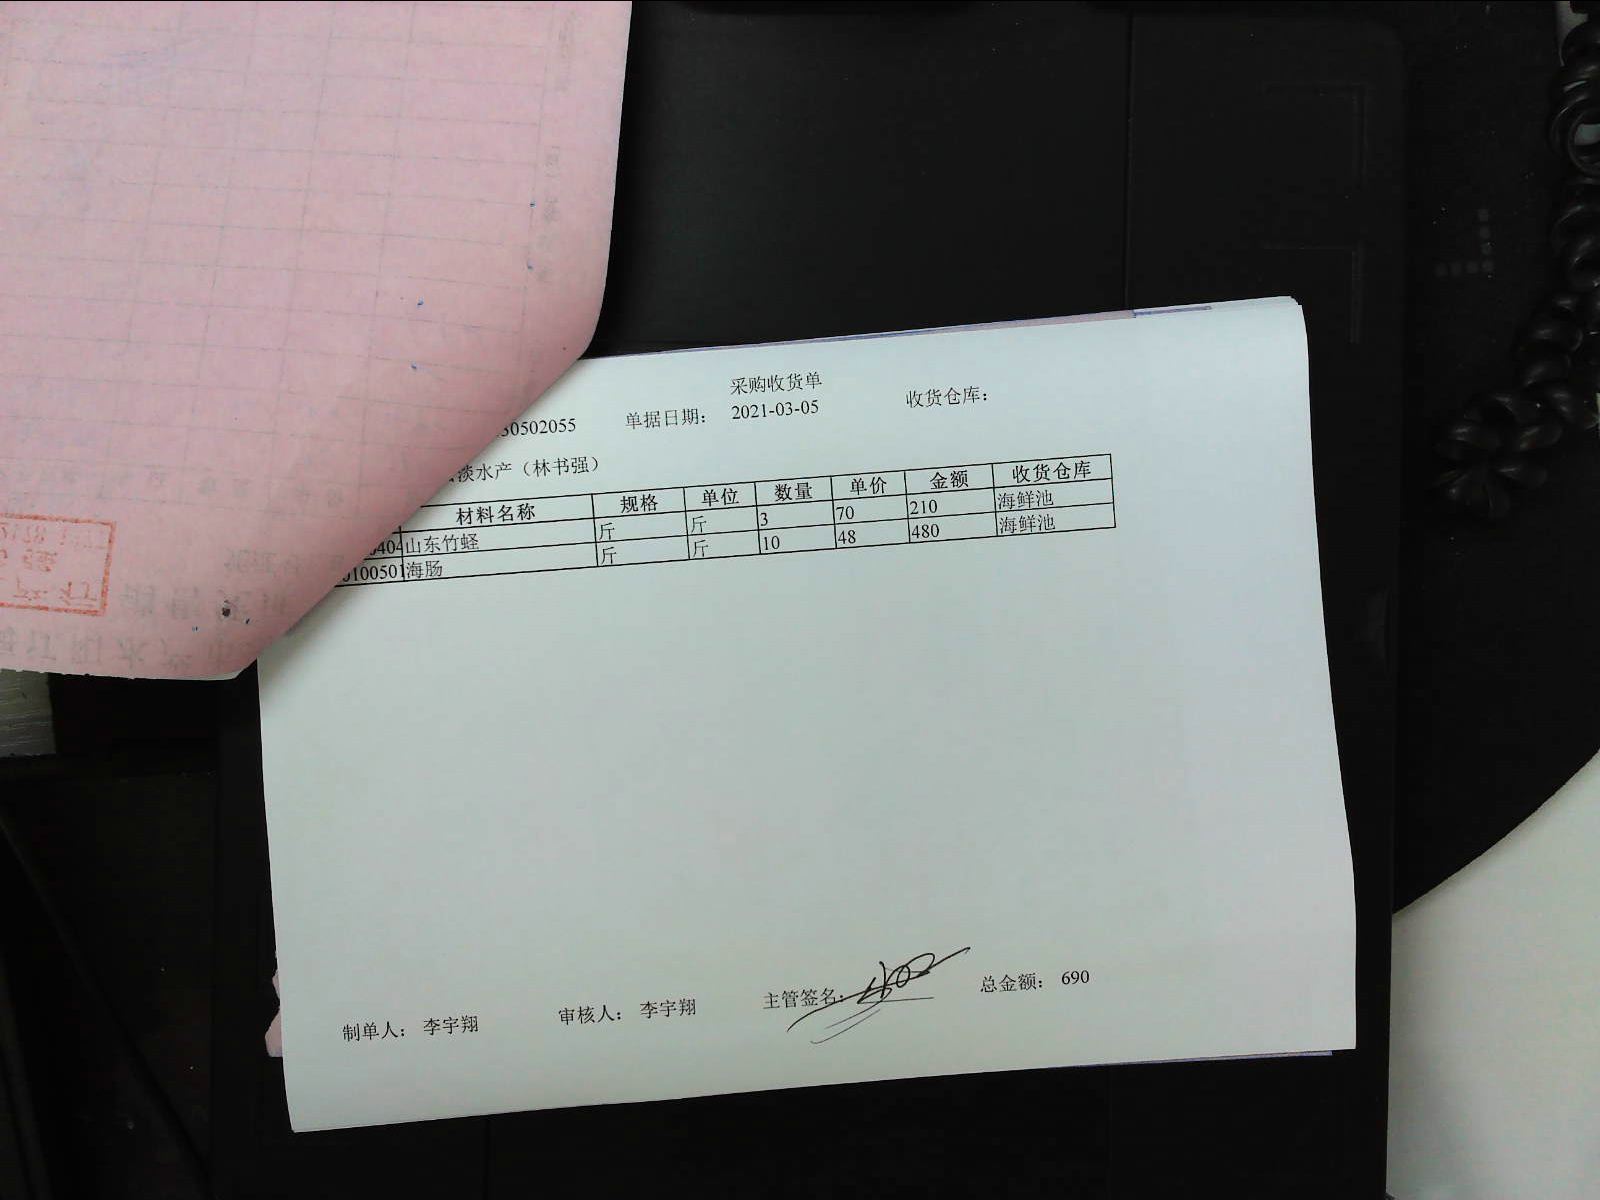 采购收货单
30502055 单据日期： 2021-03-05 收货仓库：
淡水产（林书强）
材料名称 规格 单位 数量 单价 金额 收货仓库
0404 山东竹蛏 斤 斤 3 70 210 海鲜池
0100501 海肠 斤 斤 10 48 480 海鲜池
制单人： 李宇翔 审核人： 李宇翔 主管签名： 总金额： 690